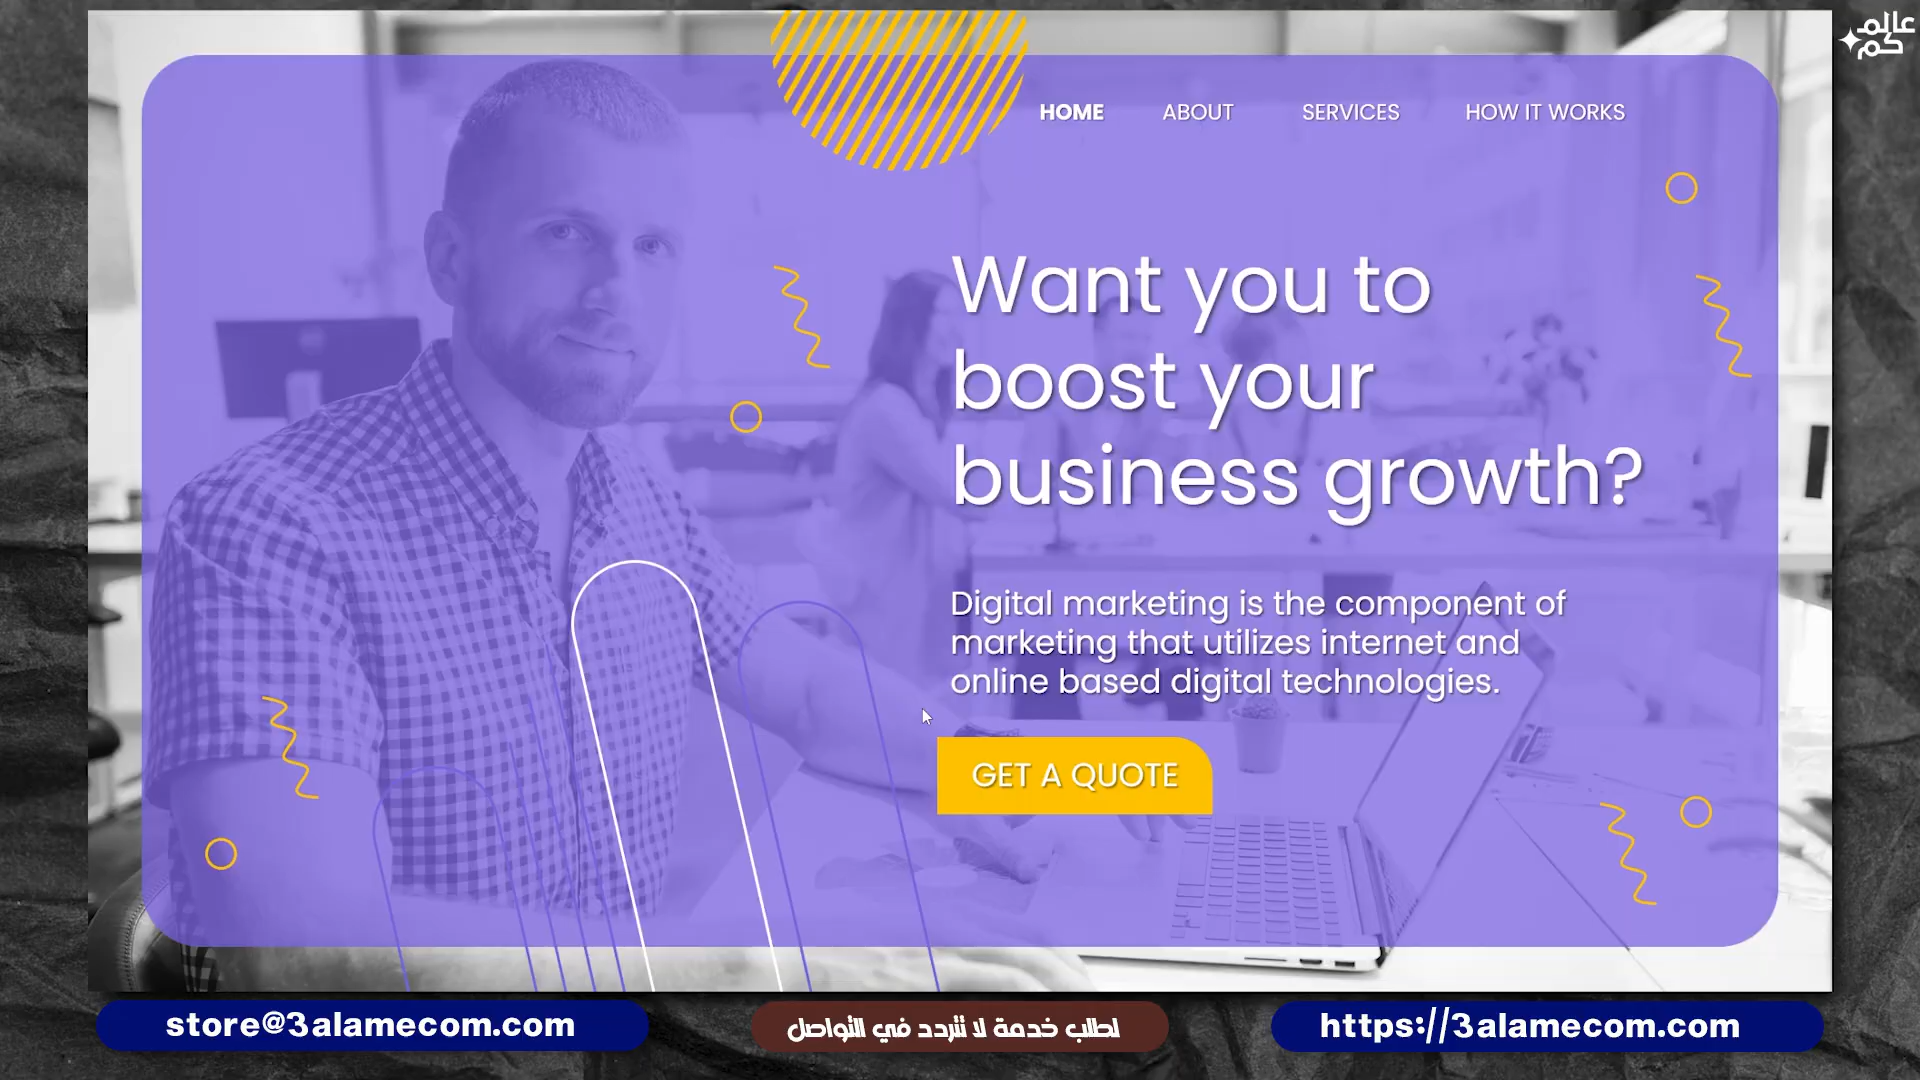 عالم
كم
HOME ABOUT SERVICES HOW IT WORKS
Want you to
boost your
business growth?
Digital marketing is the component of
marketing that utilizes internet and
online based digital technologies.
GET A QUOTE
store@3alamecom.com
لطلب خدمة لا تتردد في التواصل
https://3alamecom.com